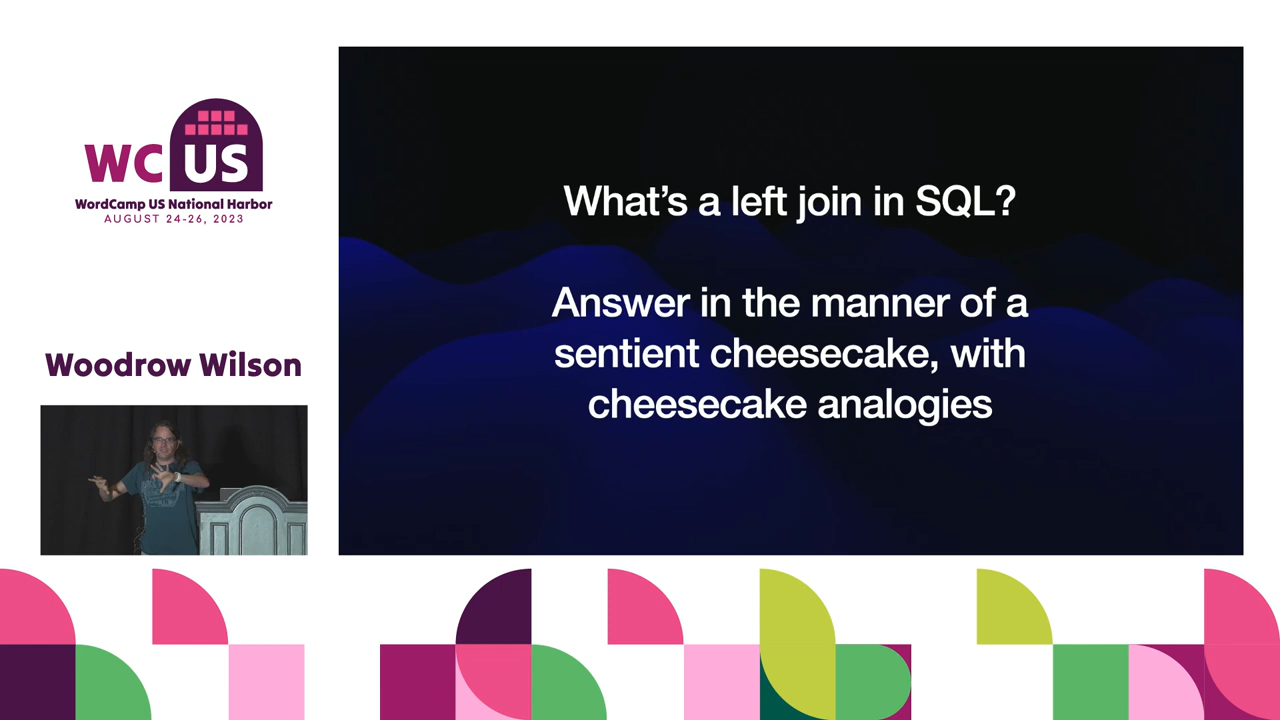 WC US
WordCamp US National Harbor
AUGUST 24-26, 2023
What's a left join in SQL?
Answer in the manner of a
sentient cheesecake, with
cheesecake analogies
Woodrow Wilson